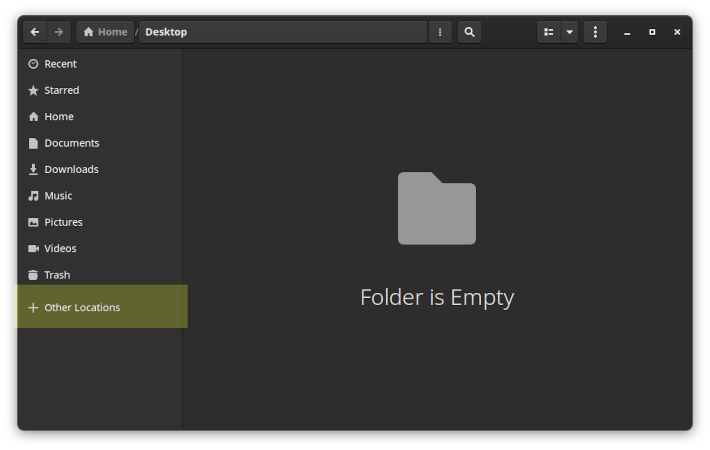 Home / Desktop
Recent
Starred
Home
Documents
Downloads
Music
Pictures
Videos
Trash
Other Locations
Folder is Empty